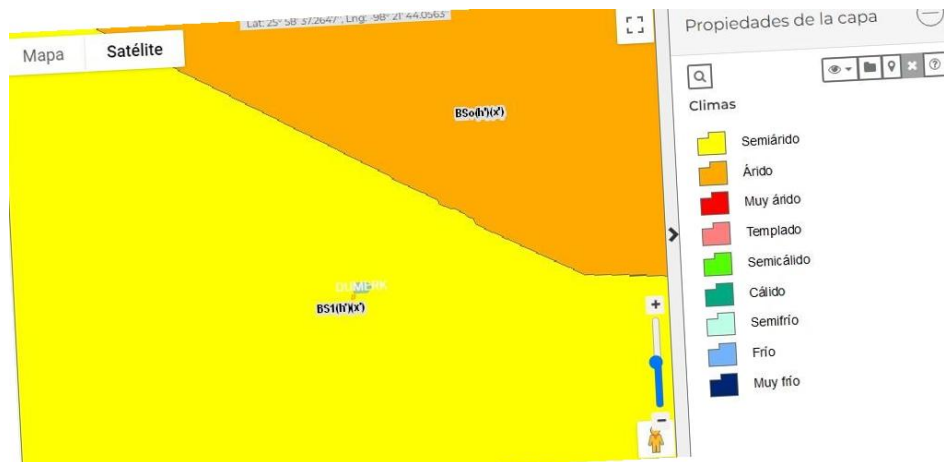 Lat: 25° 58' 37.2647", Lng: -98° 21' 44.0563"
Mapa
Satélite
BSo(h')(x')
DUMERK
BS1(h')(x')
+
−
Propiedades de la capa
Climas
Semiárido
Árido
Muy árido
Templado
Semicálido
Cálido
Semifrío
Frío
Muy frío